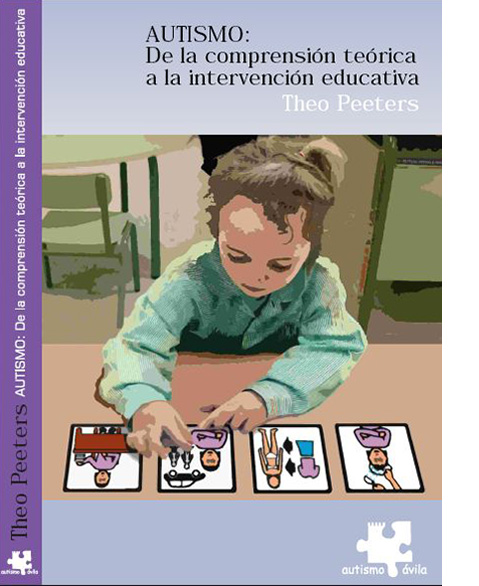 AUTISMO:
De la comprensión teórica
a la intervención educativa
Theo Peeters
Theo Peeters AUTISMO: De la comprensión teórica a la intervención educativa
autismo ávila
autismo ávila